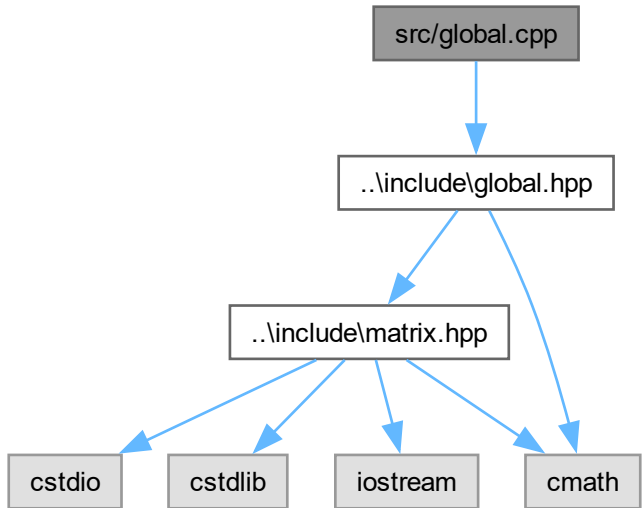 src/global.cpp
..\include\global.hpp
..\include\matrix.hpp
cstdio
cstdlib
iostream
cmath